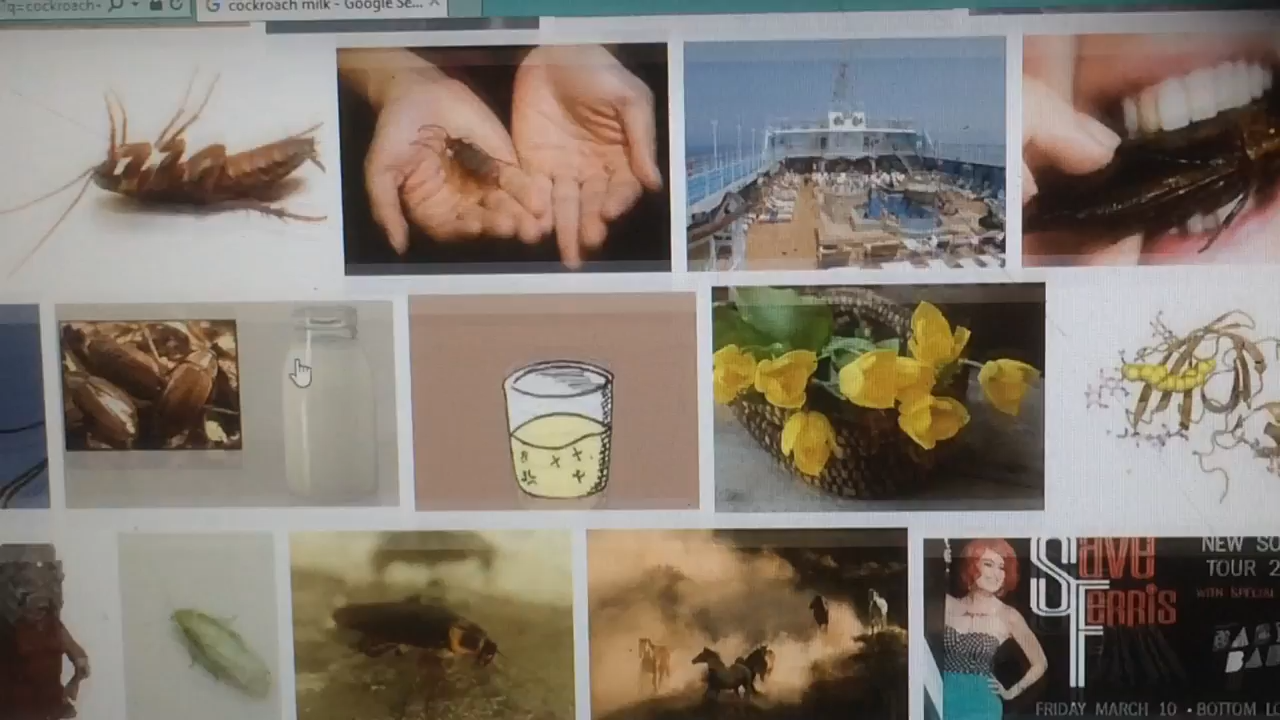 ?q=cockroach-
G cockroach milk - Google Se...
Save
Ferris
NEW SO
TOUR 2
WITH SPECIAL
FRIDAY MARCH 10 • BOTTOM LO